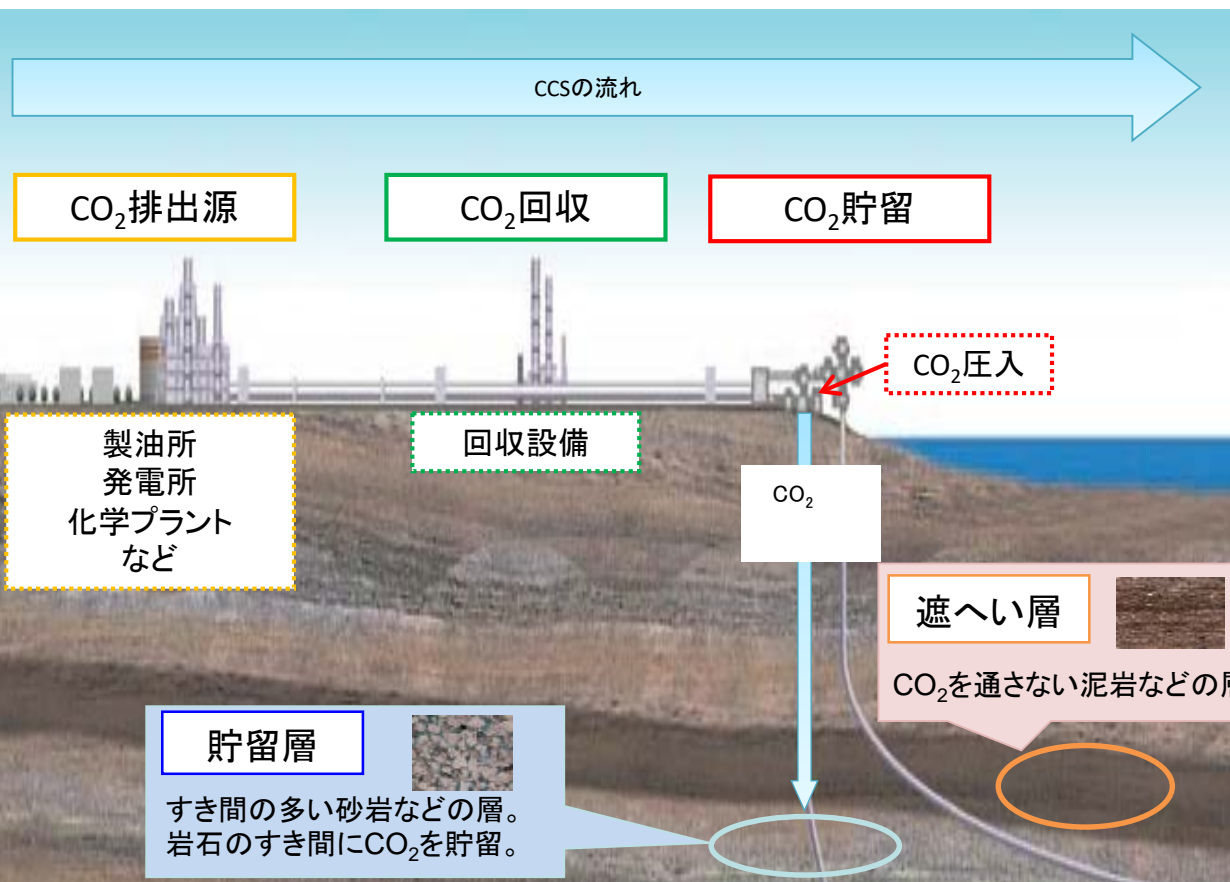 CCSの流れ
CO₂排出源
CO₂回収
CO₂貯留
CO₂圧入
製油所
発電所
化学プラント
など
回収設備
CO₂
遮へい層
CO₂を通さない泥岩などの層
貯留層
すき間の多い砂岩などの層。
岩石のすき間にCO₂を貯留。